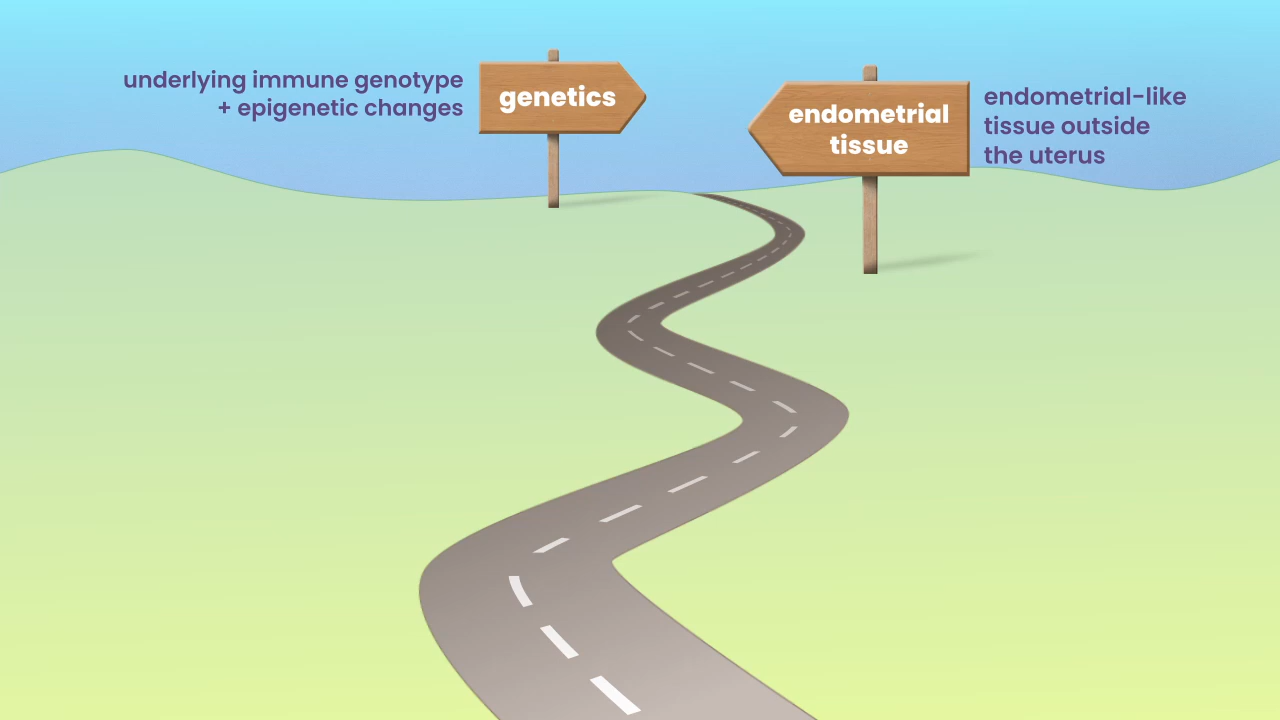 underlying immune genotype
+ epigenetic changes
genetics
endometrial
tissue
endometrial-like
tissue outside
the uterus